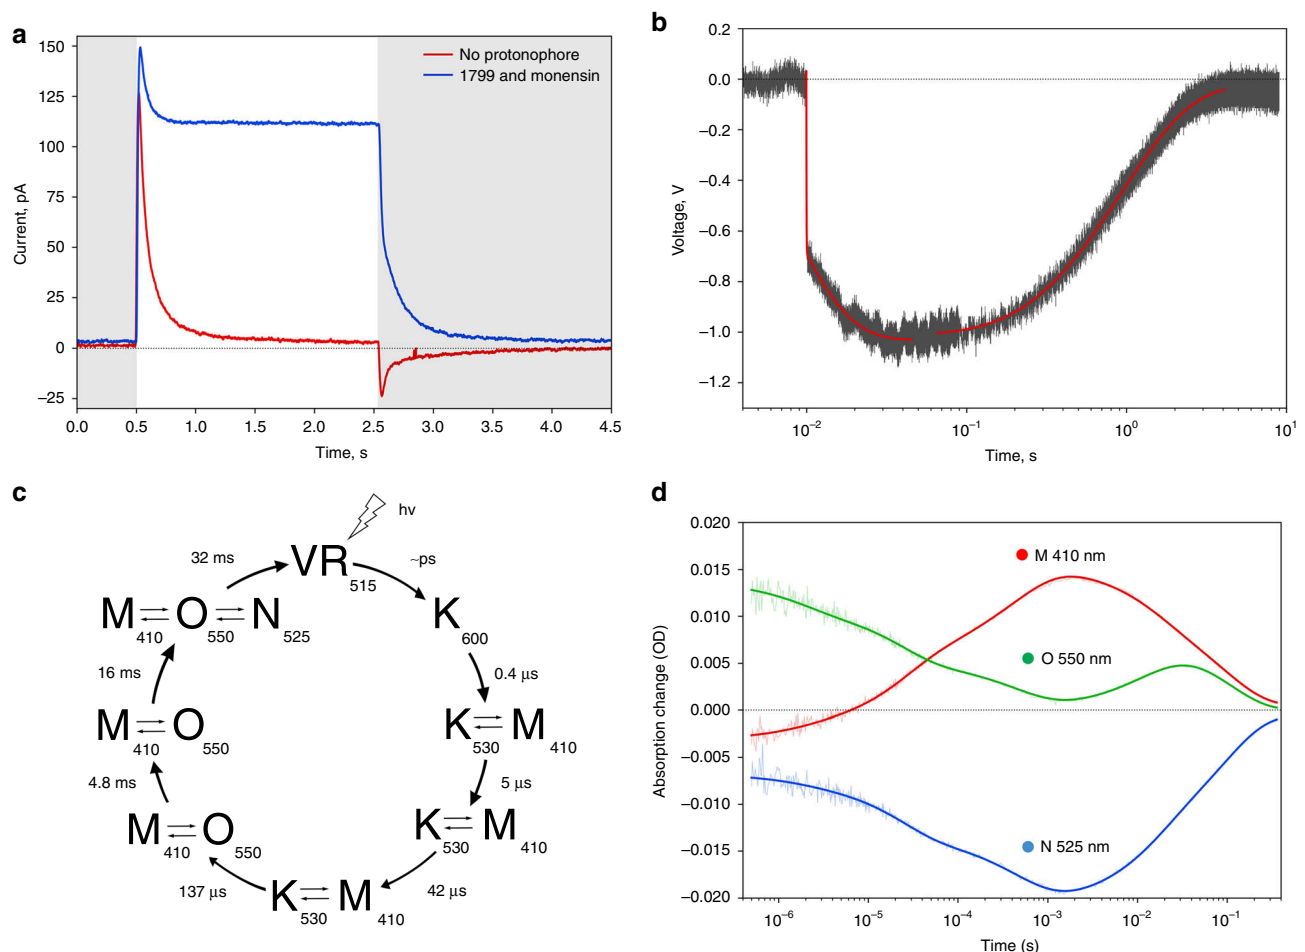 a
150
125
100
75
50
25
0
−25
Current, pA
No protonophore
1799 and monensin
0.0 0.5 1.0 1.5 2.0 2.5 3.0 3.5 4.0 4.5
Time, s
b
0.2
0.0
−0.2
−0.4
−0.6
−0.8
−1.0
−1.2
Voltage, V
10⁻² 10⁻¹ 10⁰ 10¹
Time, s
c
hv
32 ms
VR 515
~ps
M 410 O 550 N 525
K 600
16 ms
0.4 µs
M 410 O 550
K 530 M 410
4.8 ms
5 µs
M 410 O 550
K 530 M 410
137 µs
K 530 M 410
42 µs
d
0.020
0.015
0.010
0.005
0.000
−0.005
−0.010
−0.015
−0.020
Absorption change (OD)
M 410 nm
O 550 nm
N 525 nm
10⁻⁶ 10⁻⁵ 10⁻⁴ 10⁻³ 10⁻² 10⁻¹
Time (s)